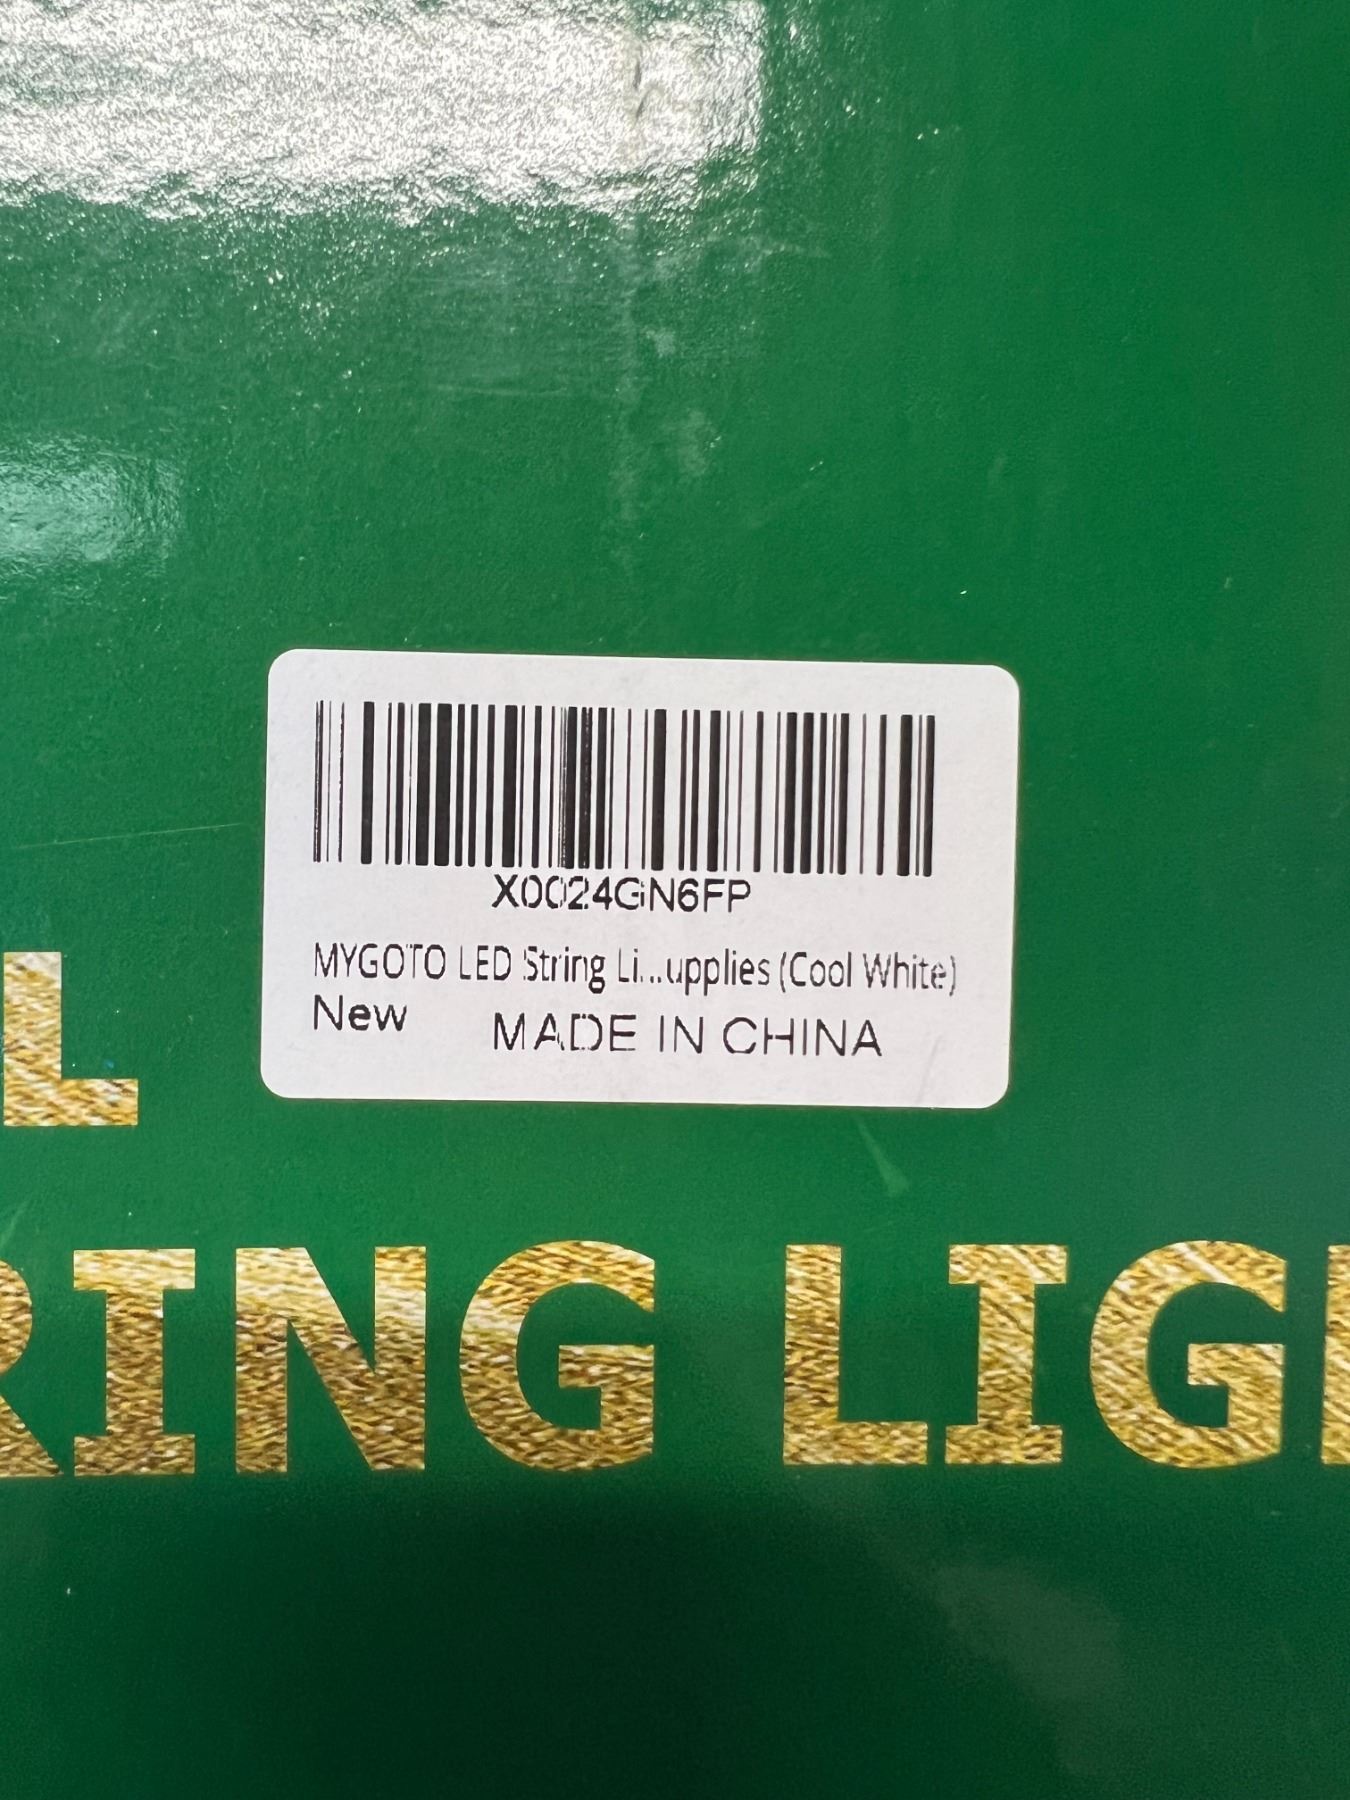 X0024GN6FP
MYGOTO LED String Li...upplies (Cool White)
New MADE IN CHINA
L
RING LIG